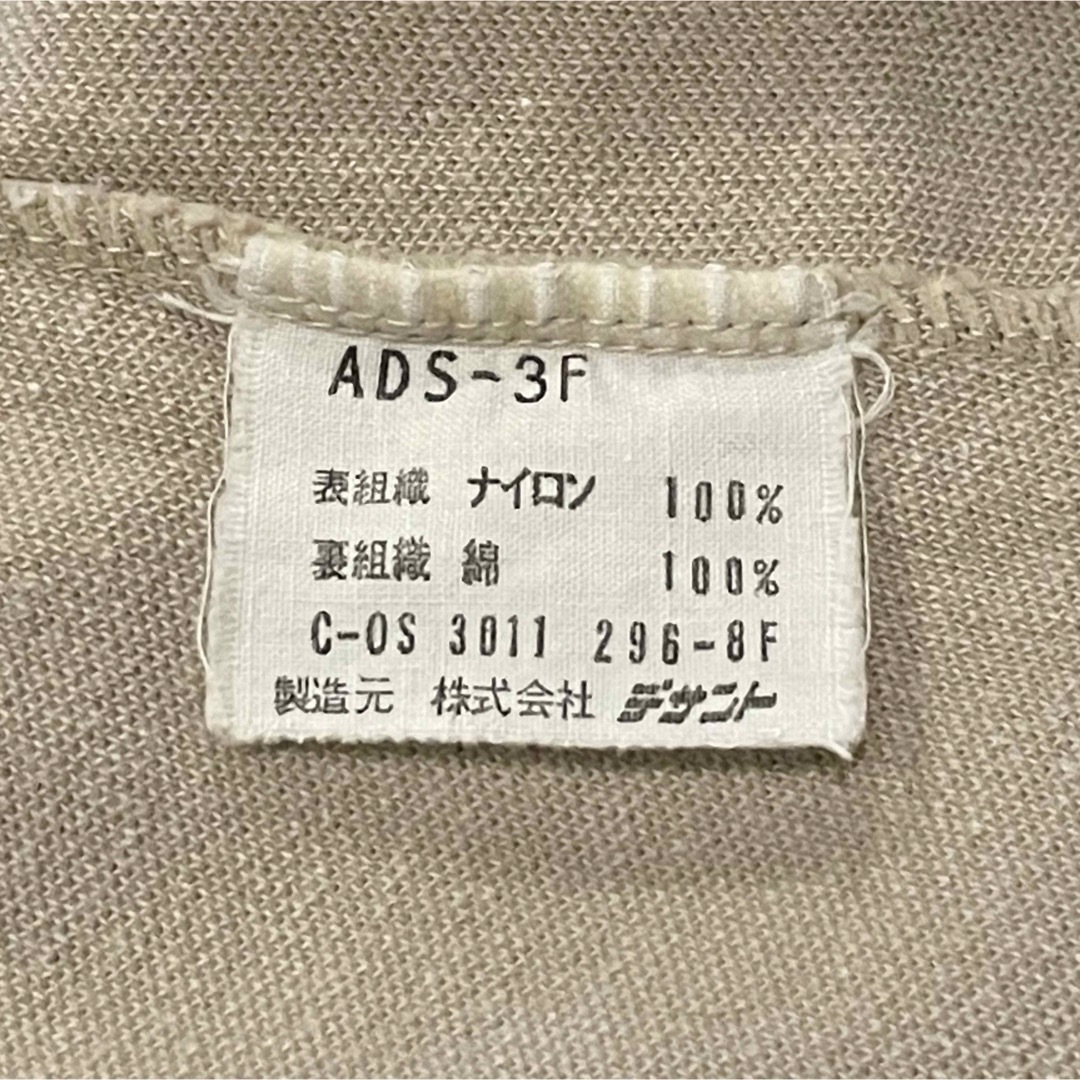 ADS-3F
表組織 ナイロン 100%
裏組織 綿 100%
C-OS 3011 296-8F
製造元 株式会社 デサント